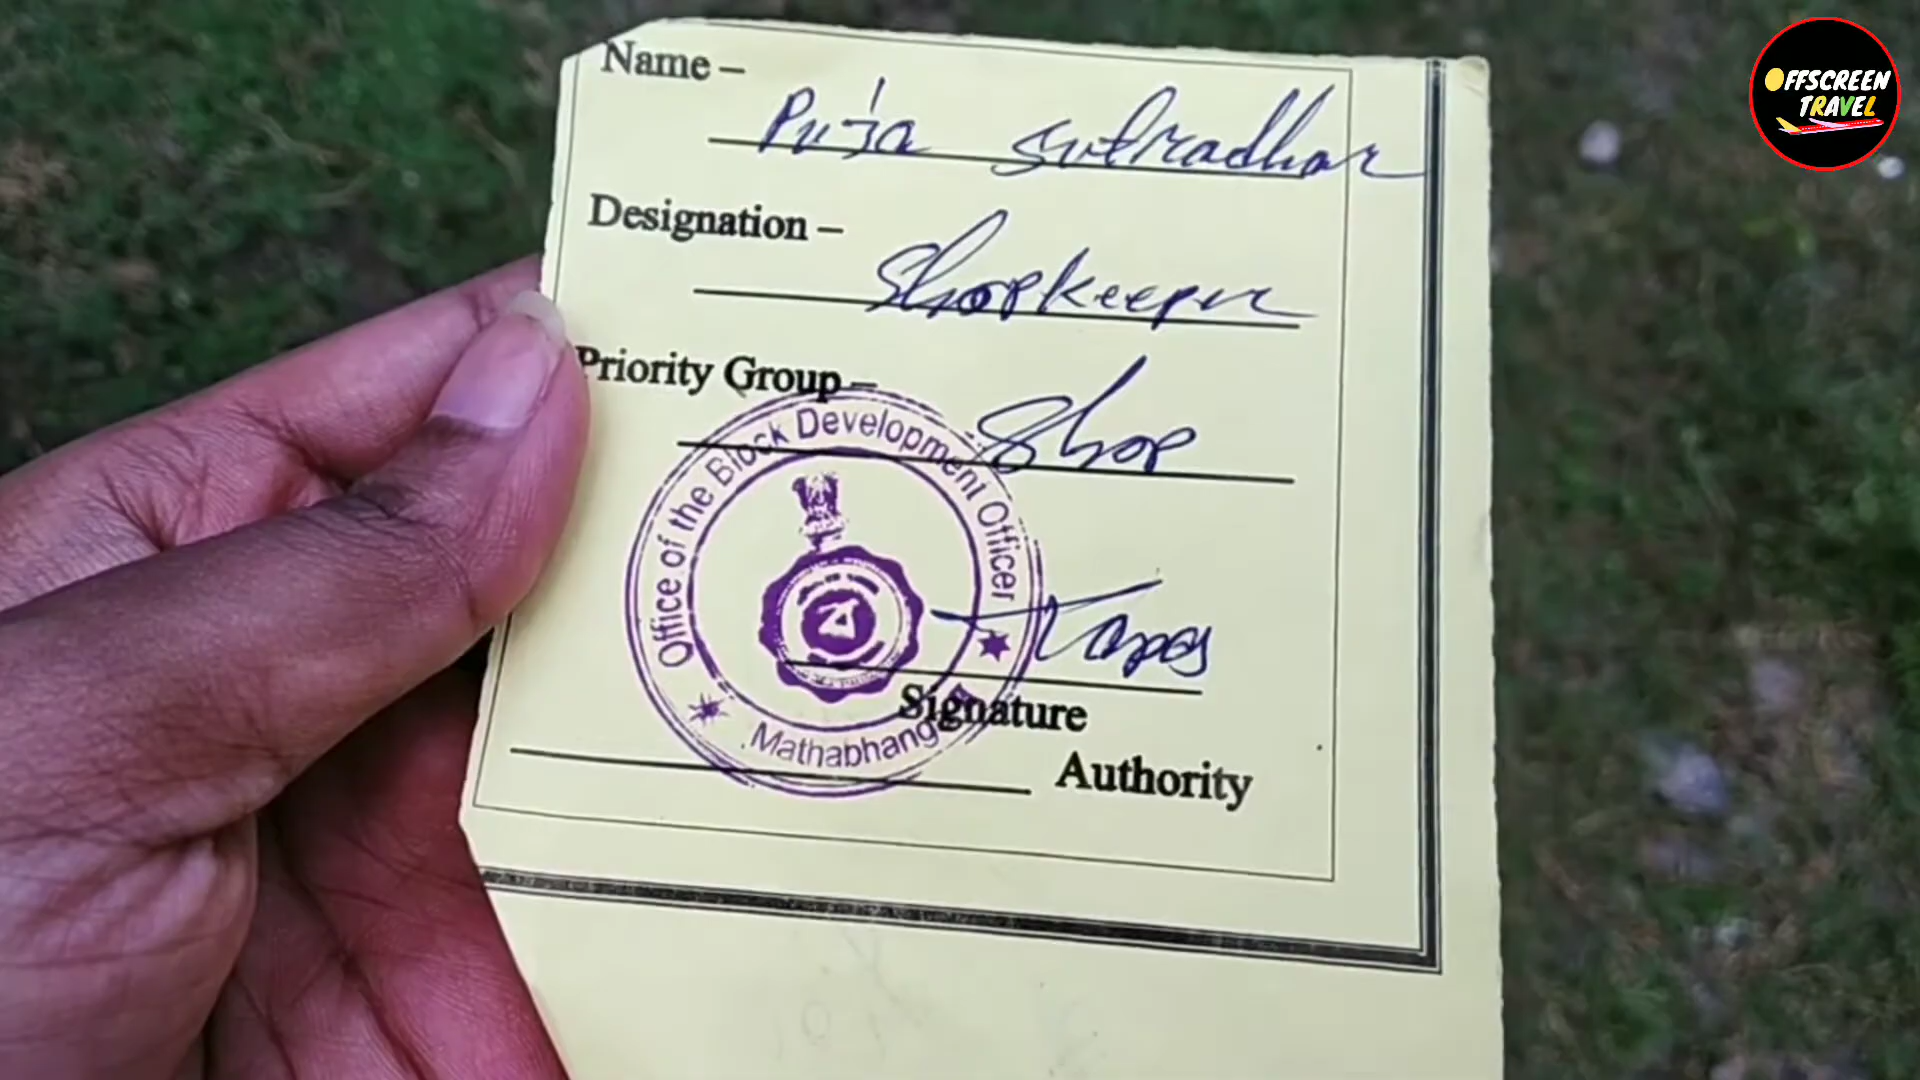 OFFSCREEN
TRAVEL
Name –
Puja Sutradhar
Designation –
Shopkeeper
Priority Group –
Shop
Office of the Block Development Officer
Tapas
Mathabhanga
Signature
Authority